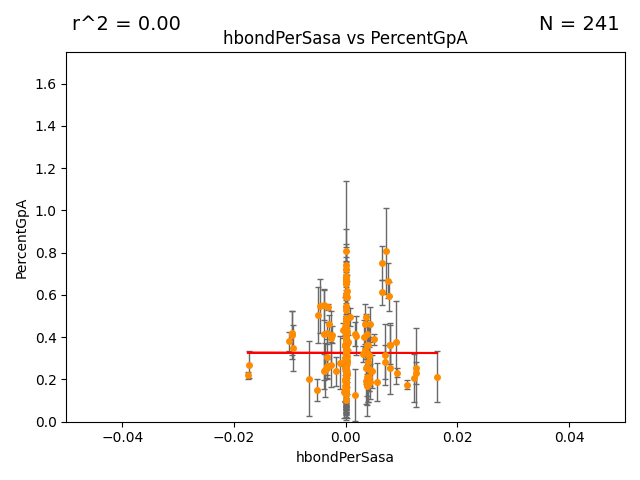 r^2 = 0.00
N = 241
hbondPerSasa vs PercentGpA
PercentGpA
1.6
1.4
1.2
1.0
0.8
0.6
0.4
0.2
0.0
−0.04
−0.02
0.00
0.02
0.04
hbondPerSasa